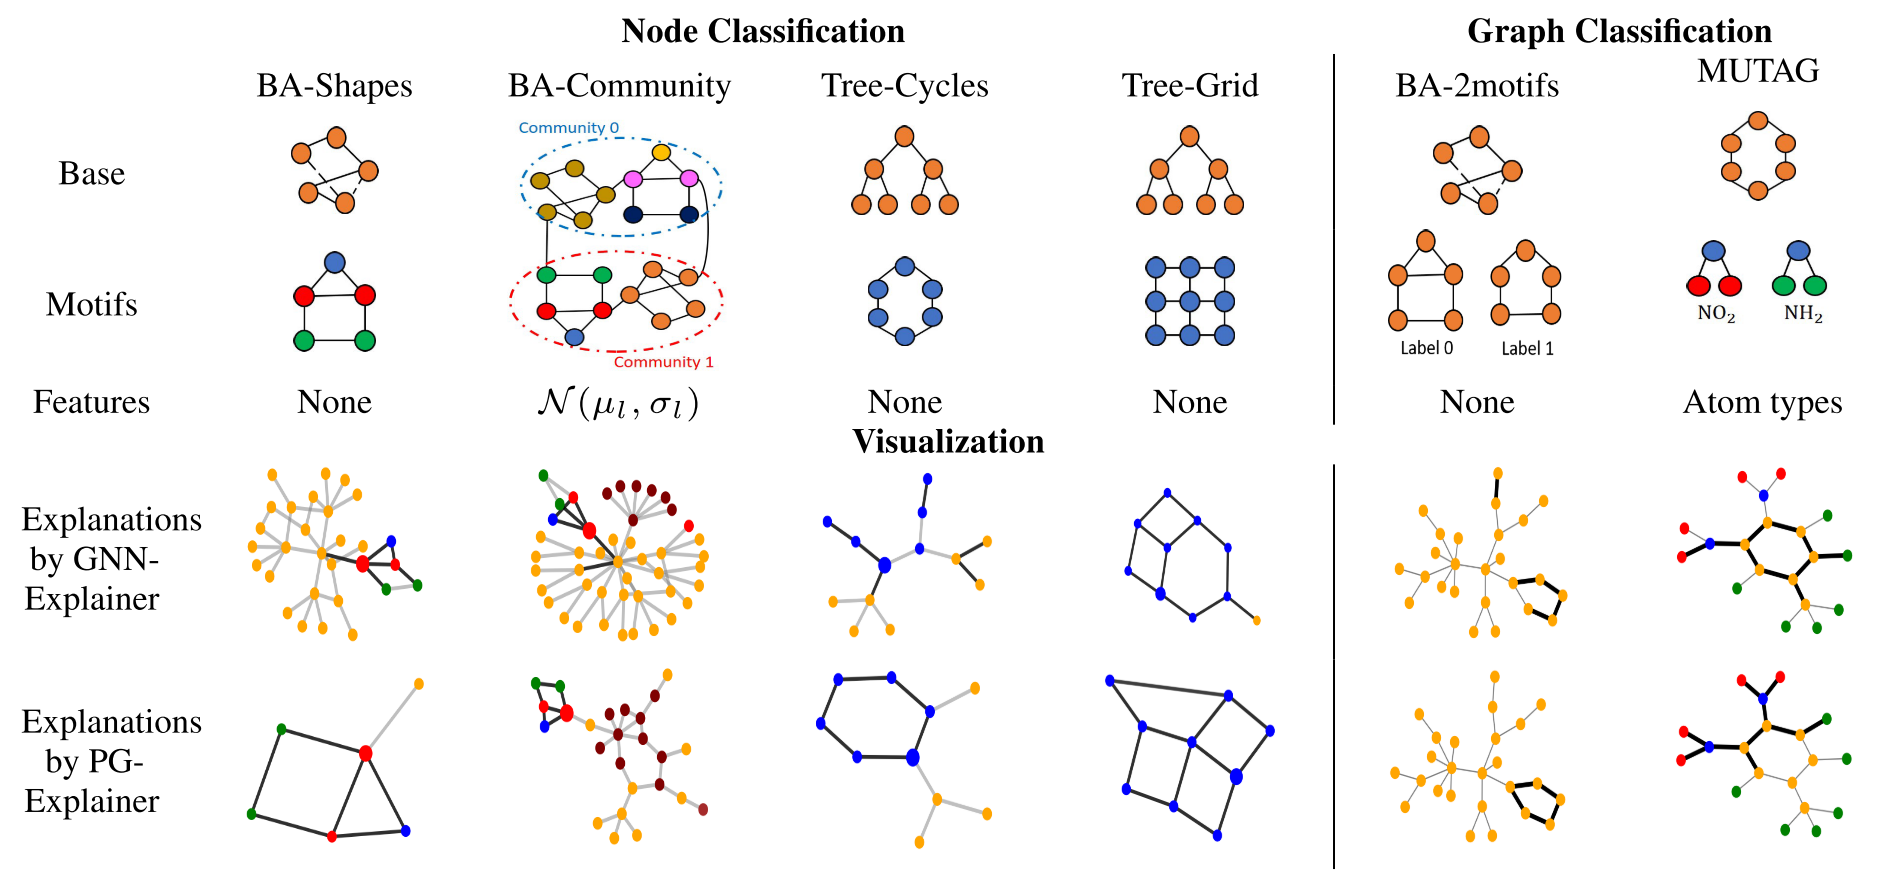 Node Classification
Graph Classification
BA-Shapes
BA-Community
Tree-Cycles
Tree-Grid
BA-2motifs
MUTAG
Base
Community 0
Motifs
Community 1
Label 0
Label 1
NO₂
NH₂
Features
None
𝒩(μ_l, σ_l)
None
None
None
Atom types
Visualization
Explanations
by GNN-
Explainer
Explanations
by PG-
Explainer